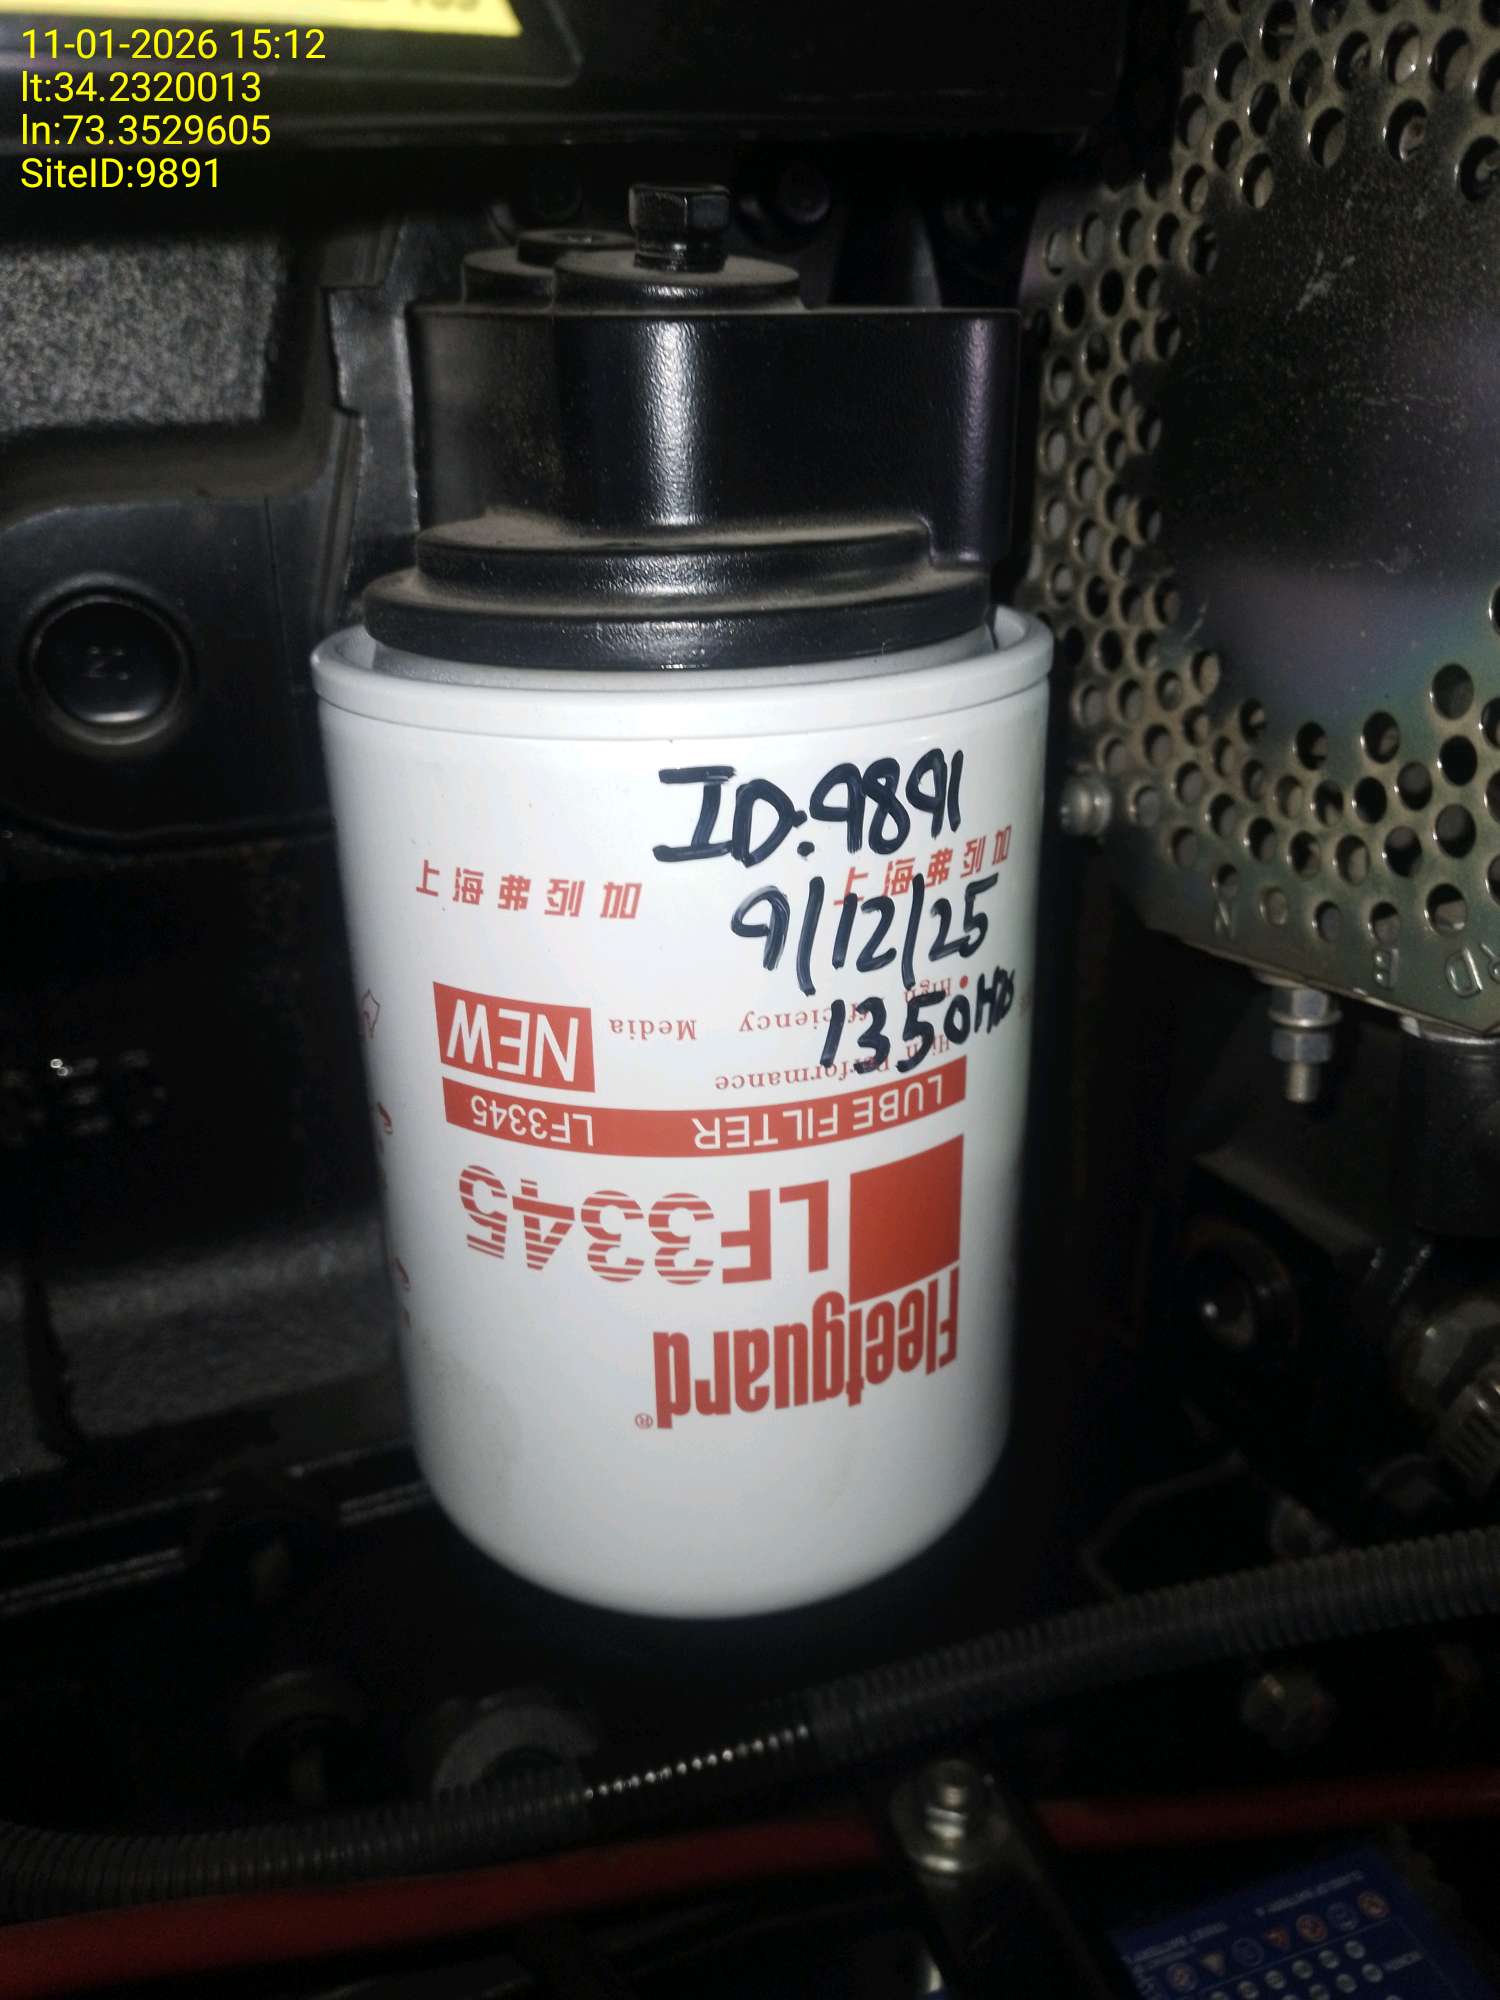 11-01-2026 15:12
lt:34.2320013
ln:73.3529605
SiteID:9891
ID:9891
9/12/25
1350HRS
上海弗列加
上海弗列加
NEW
Media
High
High Performance
LUBE FILTER LF3345
LF3345
Fleetguard®